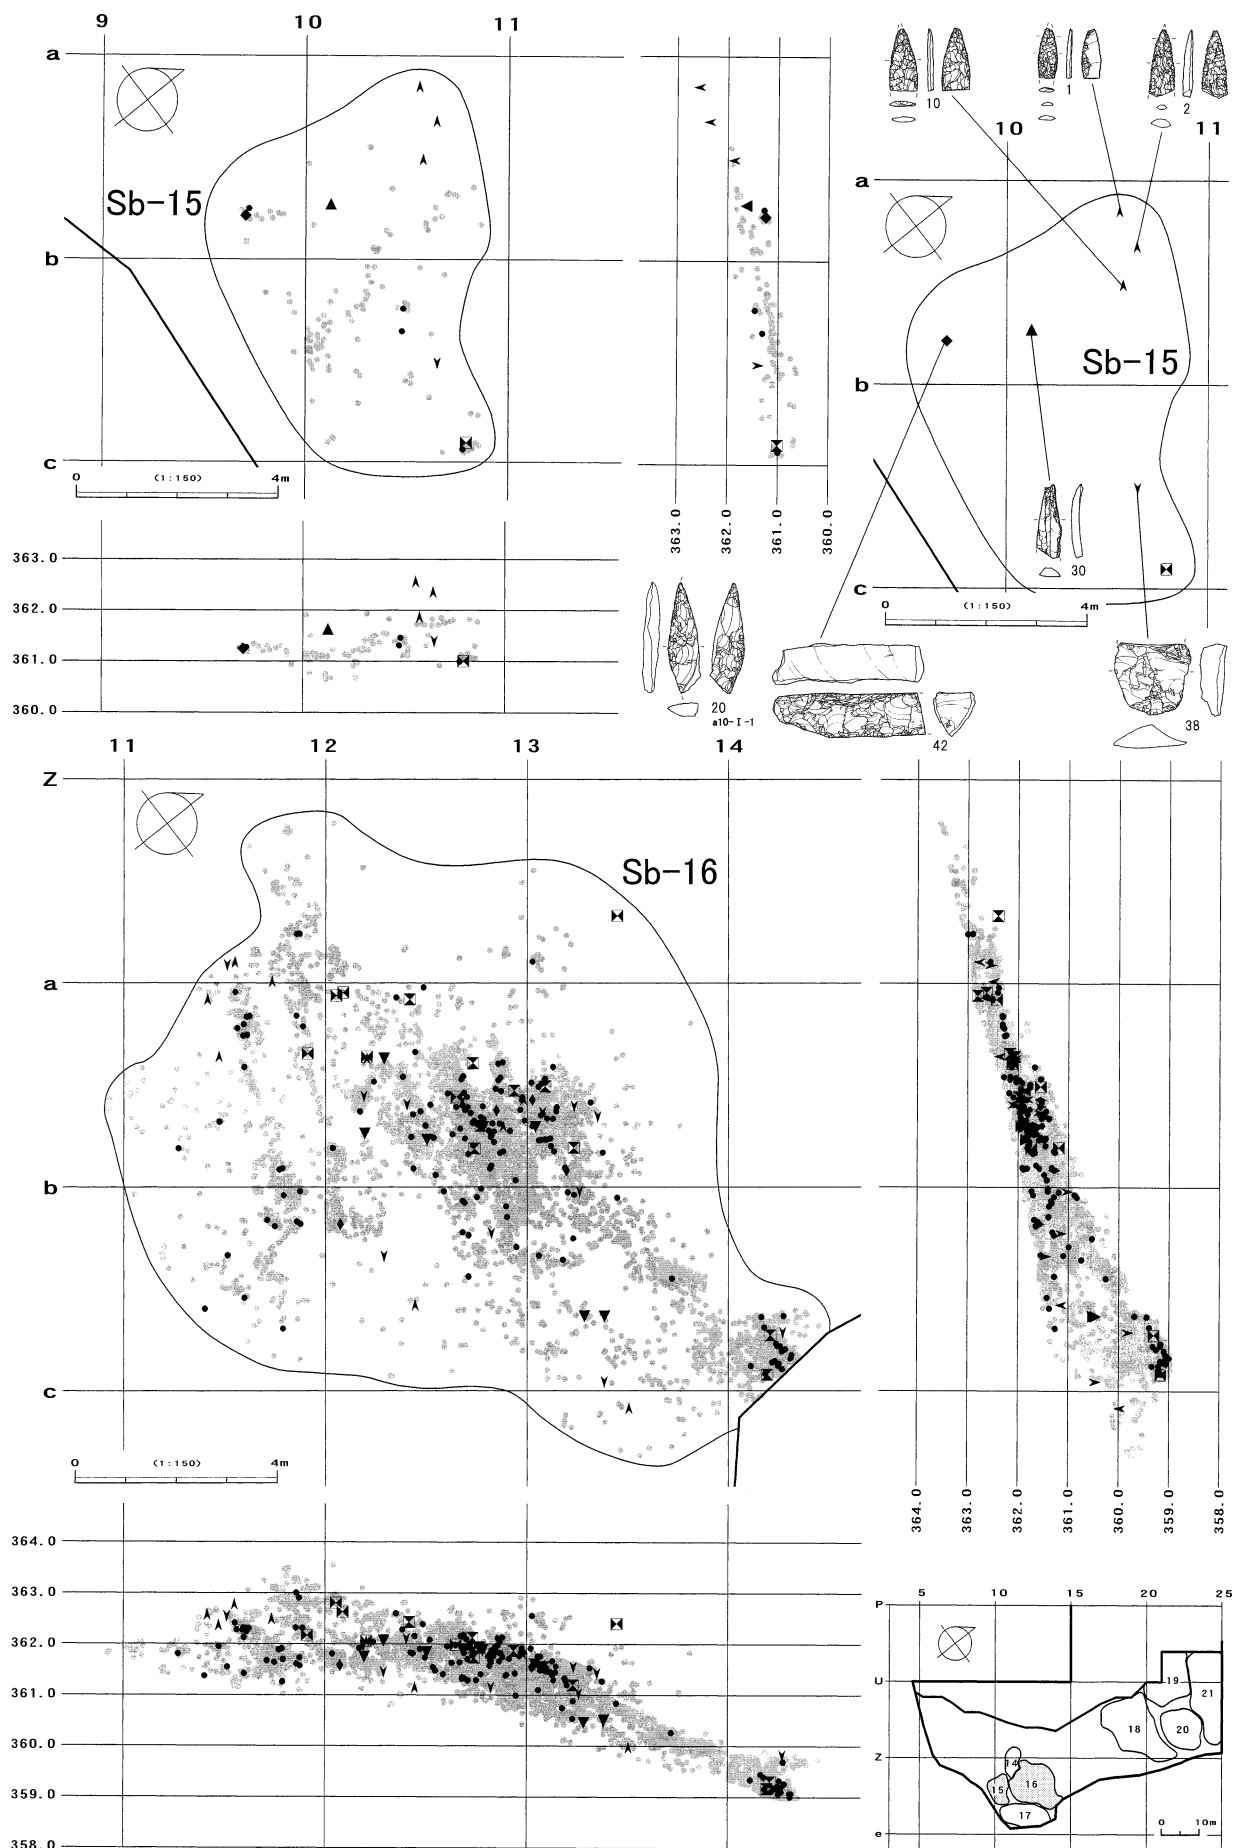 9 10 11
a
Sb-15
b
c
0 (1:150) 4m
363.0
362.0
361.0
360.0
363.0
362.0
361.0
360.0
10
1
2
10 11
a
Sb-15
b
30
c
0 (1:150) 4m
20
a10-I-1
42
38
11 12 13 14
Z
Sb-16
a
b
c
0 (1:150) 4m
364.0
363.0
362.0
361.0
360.0
359.0
358.0
364.0
363.0
362.0
361.0
360.0
359.0
358.0
5 10 15 20 25
P
U
19
21
18
20
Z
14
15
16
17
0 10m
e